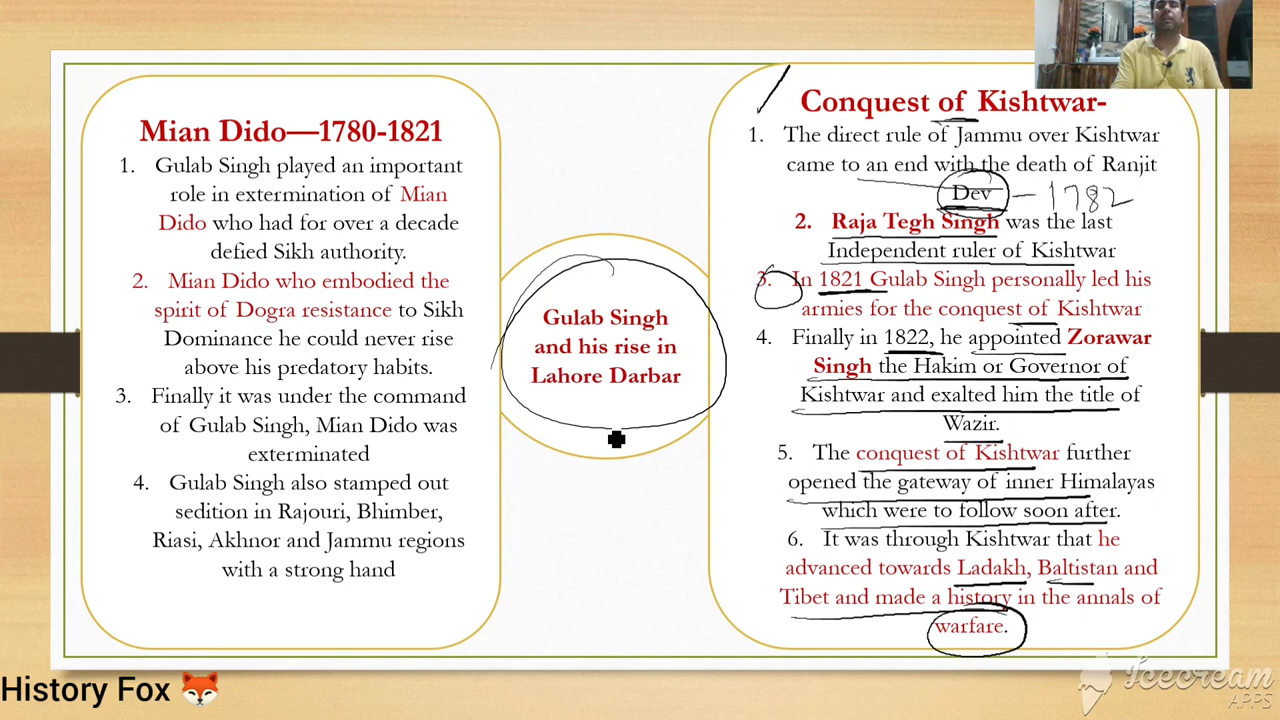 Mian Dido—1780-1821
1. Gulab Singh played an important
role in extermination of Mian
Dido who had for over a decade
defied Sikh authority.
2. Mian Dido who embodied the
spirit of Dogra resistance to Sikh
Dominance he could never rise
above his predatory habits.
3. Finally it was under the command
of Gulab Singh, Mian Dido was
exterminated
4. Gulab Singh also stamped out
sedition in Rajouri, Bhimber,
Riasi, Akhnor and Jammu regions
with a strong hand
Gulab Singh
and his rise in
Lahore Darbar
Conquest of Kishtwar-
1. The direct rule of Jammu over Kishtwar
came to an end with the death of Ranjit
Dev – 1782
2. Raja Tegh Singh was the last
Independent ruler of Kishtwar
3. In 1821 Gulab Singh personally led his
armies for the conquest of Kishtwar
4. Finally in 1822, he appointed Zorawar
Singh the Hakim or Governor of
Kishtwar and exalted him the title of
Wazir.
5. The conquest of Kishtwar further
opened the gateway of inner Himalayas
which were to follow soon after.
6. It was through Kishtwar that he
advanced towards Ladakh, Baltistan and
Tibet and made a history in the annals of
warfare.
History Fox
Icecream
APPS